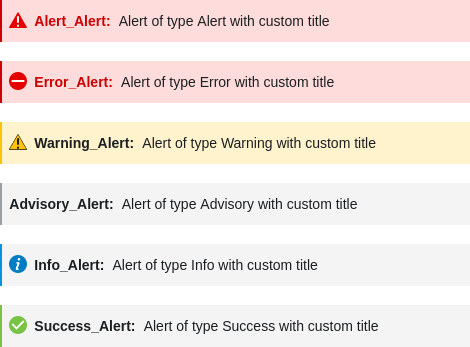 Alert_Alert: Alert of type Alert with custom title
Error_Alert: Alert of type Error with custom title
Warning_Alert: Alert of type Warning with custom title
Advisory_Alert: Alert of type Advisory with custom title
Info_Alert: Alert of type Info with custom title
Success_Alert: Alert of type Success with custom title